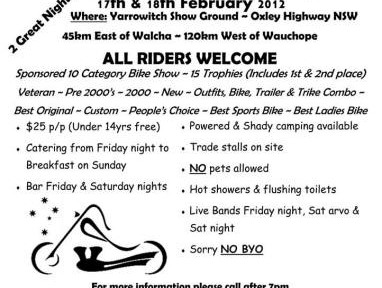 2 Great Nights
17th & 18th February 2012
Where: Yarrowitch Show Ground ~ Oxley Highway NSW
45km East of Walcha ~ 120km West of Wauchope
ALL RIDERS WELCOME
Sponsored 10 Category Bike Show ~ 15 Trophies (Includes 1st & 2nd place)
Veteran ~ Pre 2000's ~ 2000 ~ New ~ Outfits, Bike, Trailer & Trike Combo ~
Best Original ~ Custom ~ People's Choice ~ Best Sports Bike ~ Best Ladies Bike
• $25 p/p (Under 14yrs free)
• Catering from Friday night to
Breakfast on Sunday
• Bar Friday & Saturday nights
• Powered & Shady camping available
• Trade stalls on site
• NO pets allowed
• Hot showers & flushing toilets
• Live Bands Friday night, Sat arvo &
Sat night
• Sorry NO BYO
For more information please call after 7pm